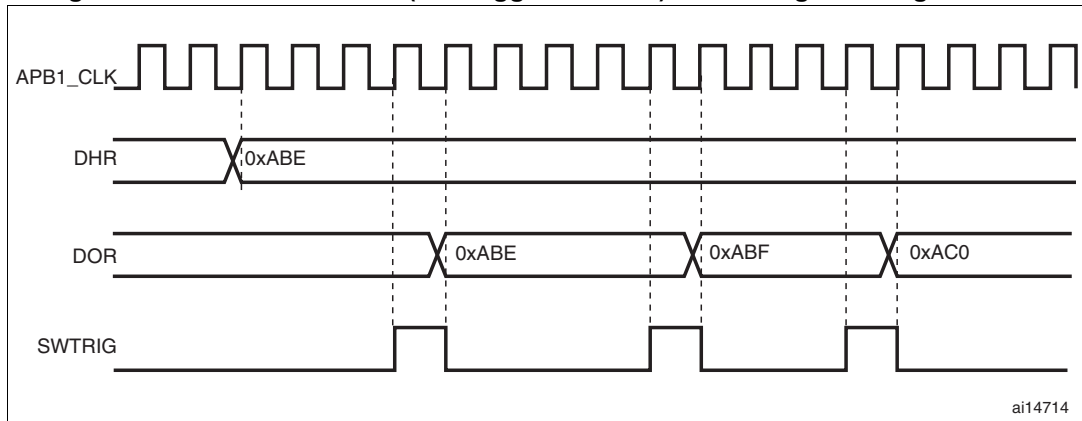 APB1_CLK
DHR
0xABE
DOR
0xABE
0xABF
0xAC0
SWTRIG
ai14714